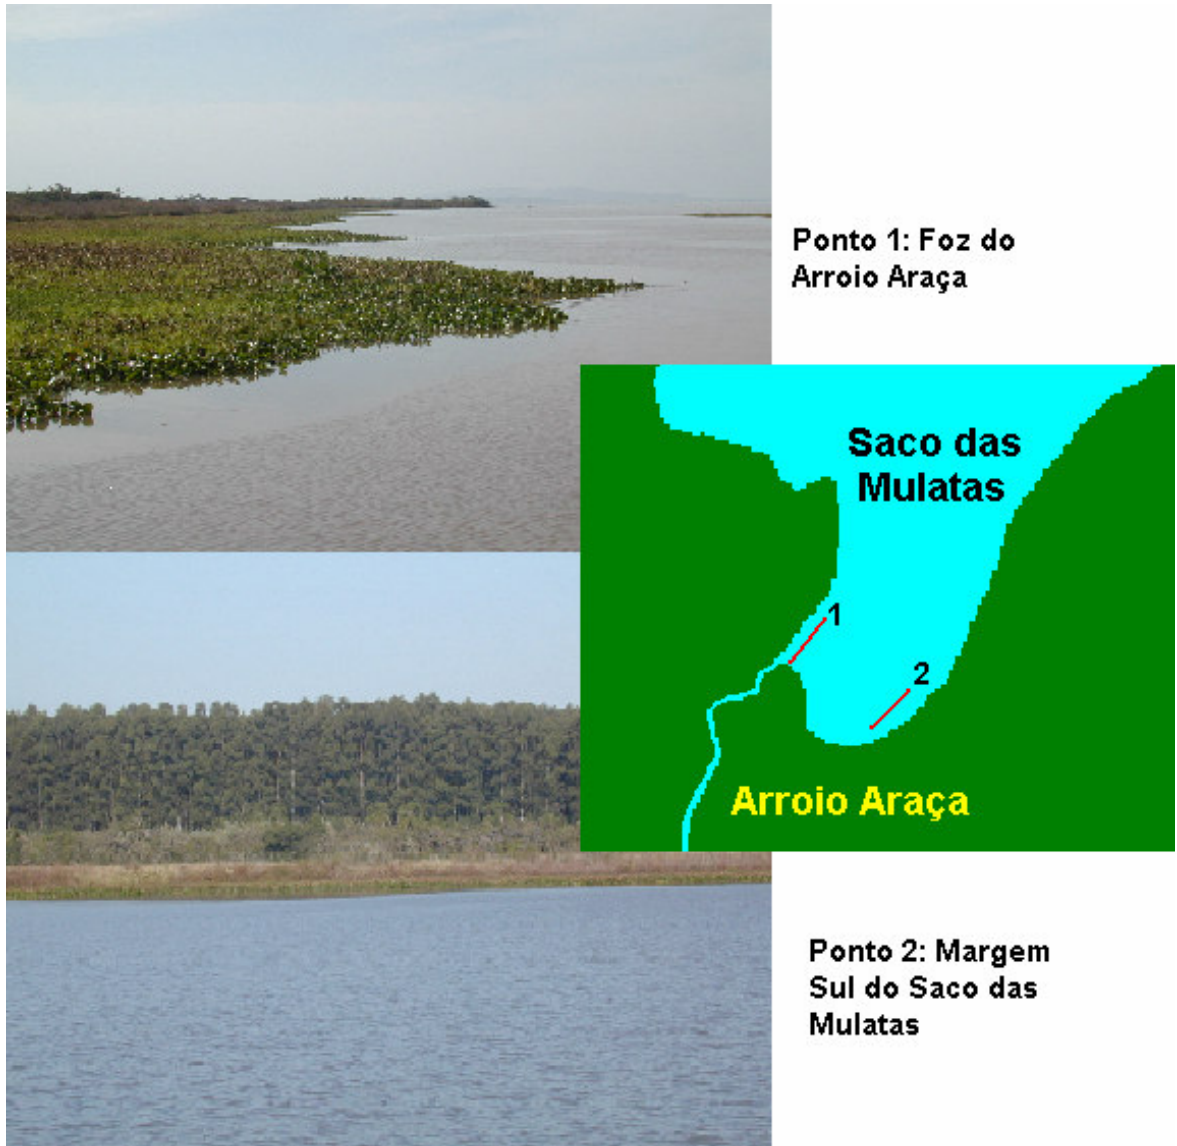 Ponto 1: Foz do
Arroio Araça
Saco das
Mulatas
1
2
Arroio Araça
Ponto 2: Margem
Sul do Saco das
Mulatas